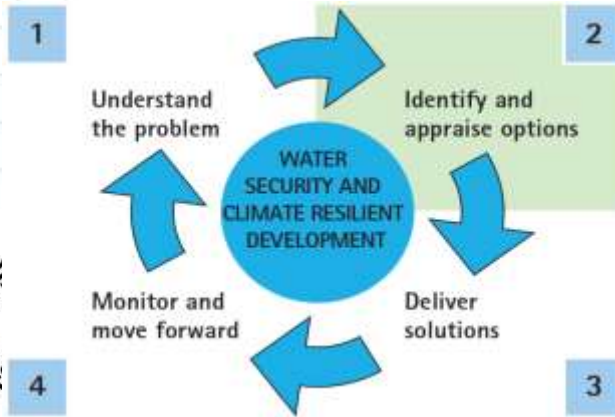 1
2
Understand
the problem
Identify and
appraise options
WATER
SECURITY AND
CLIMATE RESILIENT
DEVELOPMENT
Monitor and
move forward
Deliver
solutions
4
3